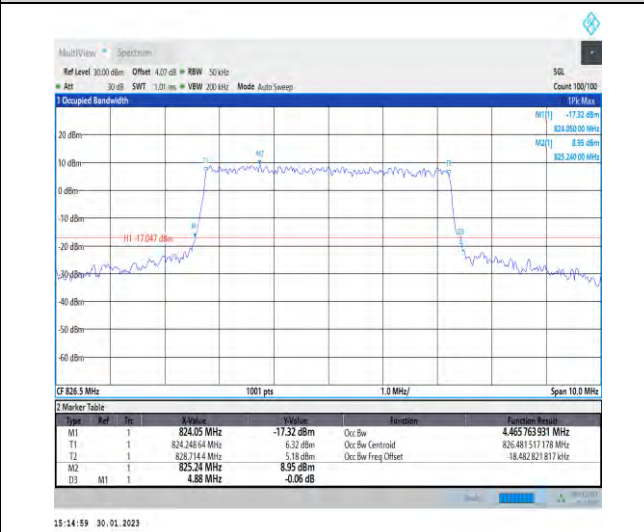 MultiView Spectrum
Ref Level 30.00 dBm Offset 4.07 dB RBW 50 kHz SGL
Att 30 dB SWT 1.01 ms VBW 200 kHz Mode Auto Sweep Count 100/100
1 Occupied Bandwidth 1Pk Max
M1[1] -17.32 dBm
824.050 00 MHz
M2[1] 8.95 dBm
825.240 00 MHz
20 dBm
10 dBm
T1 M2 T2
0 dBm
-10 dBm
M1
H1 -17.047 dBm
D3
-20 dBm
-30 dBm
-40 dBm
-50 dBm
-60 dBm
CF 826.5 MHz 1001 pts 1.0 MHz/ Span 10.0 MHz
2 Marker Table
Type Ref Trc X-Value Y-Value Function Function Result
M1 1 824.05 MHz -17.32 dBm Occ Bw 4.465 763 931 MHz
T1 1 824.248 64 MHz 6.32 dBm Occ Bw Centroid 826.481 517 178 MHz
T2 1 828.714 4 MHz 5.18 dBm Occ Bw Freq Offset -18.482 821 817 kHz
M2 1 825.24 MHz 8.95 dBm
D3 M1 1 4.88 MHz -0.06 dB
15:14:59 30.01.2023